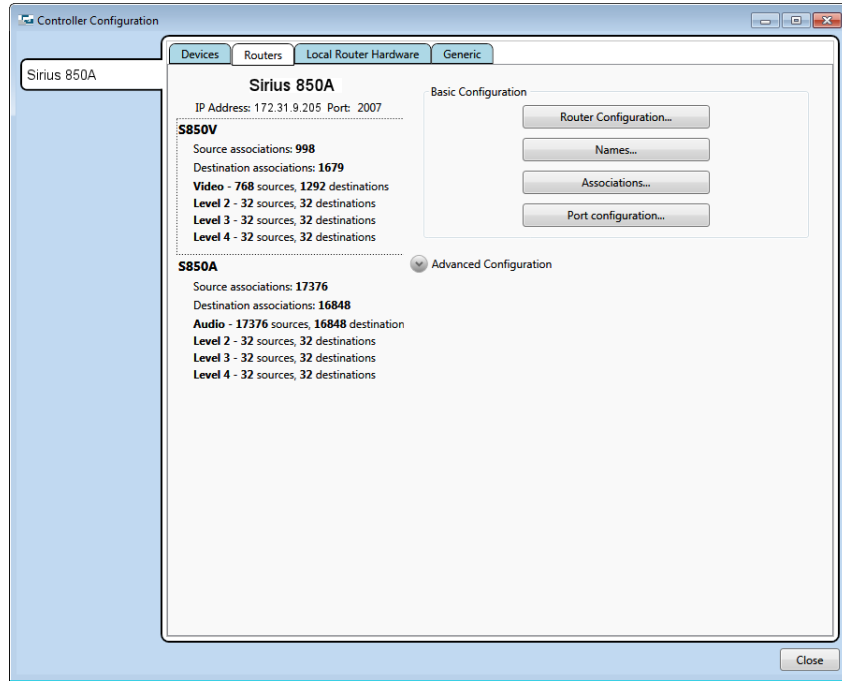 Controller Configuration
Sirius 850A
Devices
Routers
Local Router Hardware
Generic
Sirius 850A
IP Address: 172.31.9.205 Port: 2007
S850V
Source associations: 998
Destination associations: 1679
Video - 768 sources, 1292 destinations
Level 2 - 32 sources, 32 destinations
Level 3 - 32 sources, 32 destinations
Level 4 - 32 sources, 32 destinations
S850A
Source associations: 17376
Destination associations: 16848
Audio - 17376 sources, 16848 destination
Level 2 - 32 sources, 32 destinations
Level 3 - 32 sources, 32 destinations
Level 4 - 32 sources, 32 destinations
Basic Configuration
Router Configuration...
Names...
Associations...
Port configuration...
Advanced Configuration
Close